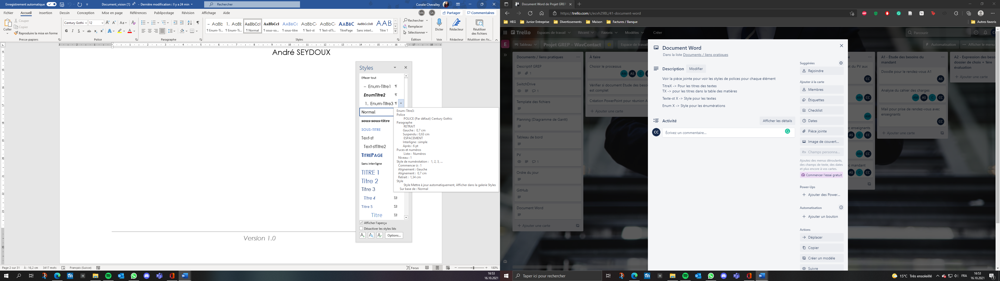 Enregistrement automatique
Document_vision (1)
- Dernière modification : Il y a 24 min
Rechercher
Coralie Chevalley
Fichier Accueil Insertion Dessin Conception Mise en page Références Publipostage Révision Affichage Aide
MA SA Partager Commentaires
Coller
Couper
Copier
Reproduire la mise en forme
Presse-papiers
Century Gothi 12
Police
Paragraphe
¶ Enum-Ti... ¶ Enum-Ti... ¶ Normal ¶ sous-so... ¶ sous-titre ¶ Text-st ¶ Text-stTi... TitrePage Sans interl... Titre 1
Styles
Rechercher
Remplacer
Sélectionner
Édition
Dicter
Voix
Rédacteur
Rédacteur
Réutiliser
des fichiers
Réutiliser des fic...
André SEYDOUX
Styles
Effacer tout
– Enum-Titre1
EnumTitre2
1. Enum-Titre3
Normal
sous-sous-titre
SOUS-TITRE
Text-st
Text-stTitre2
TITREPAGE
Sans interligne
TITRE 1
Titre 2
Titre 3
Titre 4
Titre 5
Titre
Afficher l'aperçu
Désactiver les styles liés
Options...
Enum-Titre3:
Police
POLICE (Par défaut) Century Gothic
Paragraphe
RETRAIT
Gauche : 0,7 cm
Suspendu : 0,63 cm
ESPACEMENT
Interligne : simple
Après : 6 pt
Puces et numéros
Liste : Numéros
Niveau : 1
Style de numérotation : 1, 2, 3, ...
Commencer à : 1
Alignement : Gauche
Alignement : 0,7 cm
Retrait : 1,34 cm
Style
Style Mettre à jour automatiquement, Afficher dans la galerie Styles
Sur base de : Normal
Version 1.0
Page 2 sur 31 À : 16,2 cm 3417 mots Français (Suisse)
Focus 180%
16:53
16.10.2021
Document Word de Projet GREP
https://trello.com/c/ecvh29BL/41-document-word
HEG Junior Entreprise Divertissements Maison Factures / Banque
Autres favoris
Trello Espaces de travail Récent Favoris Modèles Créer
Parcourir
E Tableau Projet GREP - WavContact Espace de travail
Automatisation Afficher le menu
Documents / liens pratiques
Descriptif GREP
1
SwitchDrive
1
Template des fichiers
Planning (Diagramme de Gantt)
Tableau de bord
PV
1
Ordre du jour
GitHub
Document Word
+ Ajouter une carte
À faire
Choisir le processus
AM AS C
Vérifier si document Etude des beso
est complet
Création PowerPoint pour réunion A
+ Ajouter une carte
Document Word
Dans la liste Documents / liens pratiques
Description Modifier
Voir la pièce jointe pour voir les styles de polices pour chaque élément
TitreX -> Pour les titres des textes
TX -> pour les titres dans la table des matières
Texte-st X -> Style pour les textes
Enum X -> Style pour les énumérations
Activité
Afficher les détails
CC
Écrivez un commentaire...
Suggérées
Rejoindre
Ajouter à la carte
Membres
Étiquettes
Checklist
Dates
Pièce jointe
Image de couvert...
Champs personna...
Ajoutez des menus déroulants,
des champs de texte, des dates
et plus encore à vos cartes.
Commencer l'essai gratuit
Power-Ups
+ Ajouter des Power...
Automatisation
+ Ajouter un bouton
Actions
Déplacer
Copier
Créer un modèle
Suivre
et du PV aux
CC
AM CC
AM
ec enseignants
AS C CC
AM CC
ec mandant
AS C CC
A1 - Étude des besoins du
mandant
Doodle pour le rendez-vous A1
AS
Analyse du cahier des charges
AM AS C CC
Mail pour prise de rendez-vous avec
enseignants
CC
+ Ajouter une carte
A2 - Expression des beso
dossier de choix + 1ère
évaluation
+ Ajouter une carte
Taper ici pour rechercher
15°C Très ensoleillé
FRA
16:53
16.10.2021